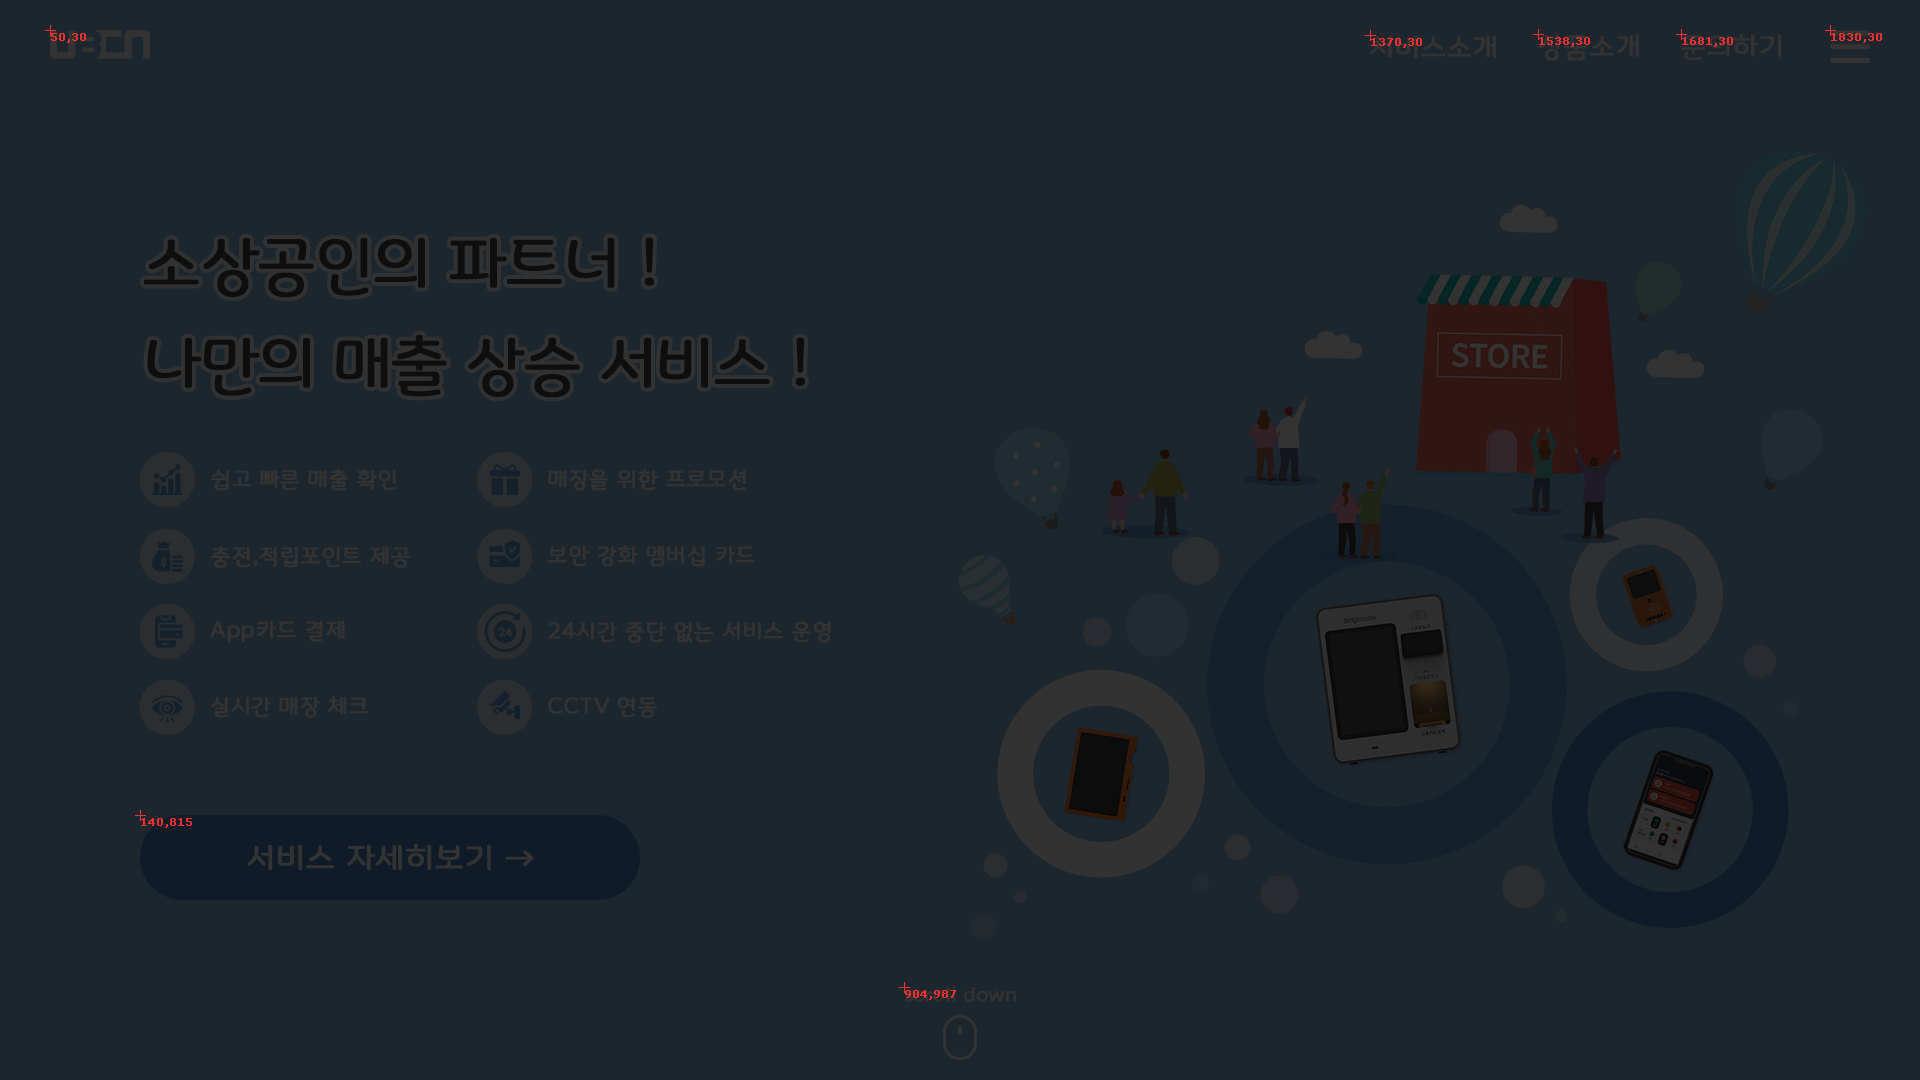 50,30
1370,30
1538,30
1681,30
1830,30
서비스소개
상품소개
문의하기
소상공인의 파트너 !
나만의 매출 상승 서비스 !
쉽고 빠른 매출 확인
매장을 위한 프로모션
충전,적립포인트 제공
보안 강화 멤버십 카드
App카드 결제
24
24시간 중단 없는 서비스 운영
실시간 매장 체크
CCTV 연동
STORE
140,815
서비스 자세히보기 →
904,987
scroll down